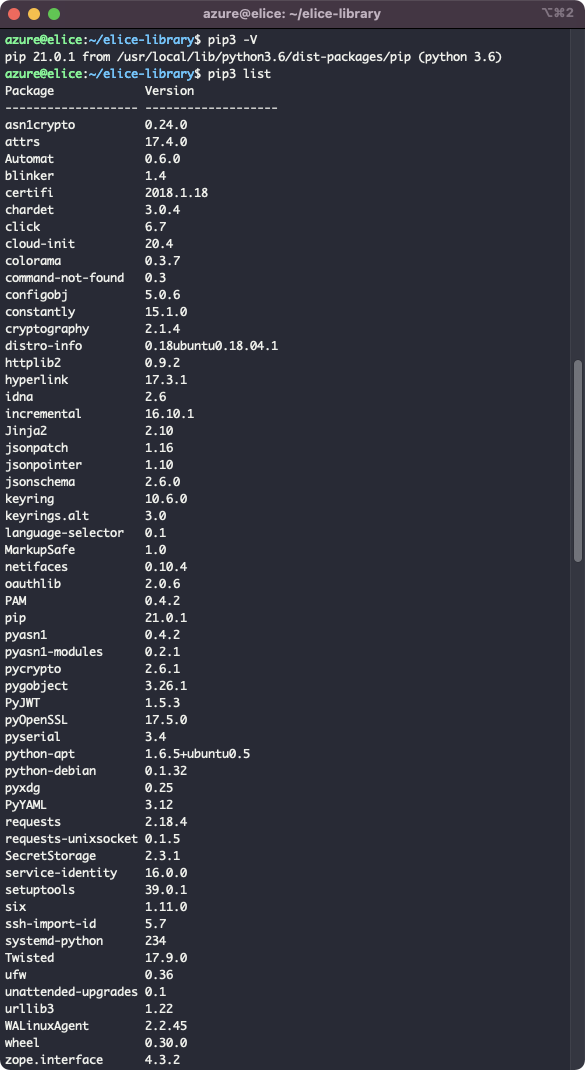 azure@elice: ~/elice-library
⌥⌘2
azure@elice:~/elice-library$ pip3 -V
pip 21.0.1 from /usr/local/lib/python3.6/dist-packages/pip (python 3.6)
azure@elice:~/elice-library$ pip3 list
Package             Version
------------------- -------------------
asn1crypto          0.24.0
attrs               17.4.0
Automat             0.6.0
blinker             1.4
certifi             2018.1.18
chardet             3.0.4
click               6.7
cloud-init          20.4
colorama            0.3.7
command-not-found   0.3
configobj           5.0.6
constantly          15.1.0
cryptography        2.1.4
distro-info         0.18ubuntu0.18.04.1
httplib2            0.9.2
hyperlink           17.3.1
idna                2.6
incremental         16.10.1
Jinja2              2.10
jsonpatch           1.16
jsonpointer         1.10
jsonschema          2.6.0
keyring             10.6.0
keyrings.alt        3.0
language-selector   0.1
MarkupSafe          1.0
netifaces           0.10.4
oauthlib            2.0.6
PAM                 0.4.2
pip                 21.0.1
pyasn1              0.4.2
pyasn1-modules      0.2.1
pycrypto            2.6.1
pygobject           3.26.1
PyJWT               1.5.3
pyOpenSSL           17.5.0
pyserial            3.4
python-apt          1.6.5+ubuntu0.5
python-debian       0.1.32
pyxdg               0.25
PyYAML              3.12
requests            2.18.4
requests-unixsocket 0.1.5
SecretStorage       2.3.1
service-identity    16.0.0
setuptools          39.0.1
six                 1.11.0
ssh-import-id       5.7
systemd-python      234
Twisted             17.9.0
ufw                 0.36
unattended-upgrades 0.1
urllib3             1.22
WALinuxAgent        2.2.45
wheel               0.30.0
zope.interface      4.3.2